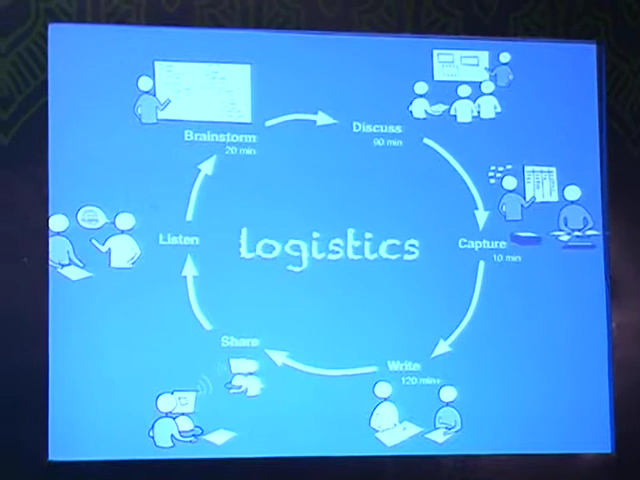 Brainstorm
20 min
Discuss
90 min
Listen
logistics
Capture
10 min
Share
Write
120 min+